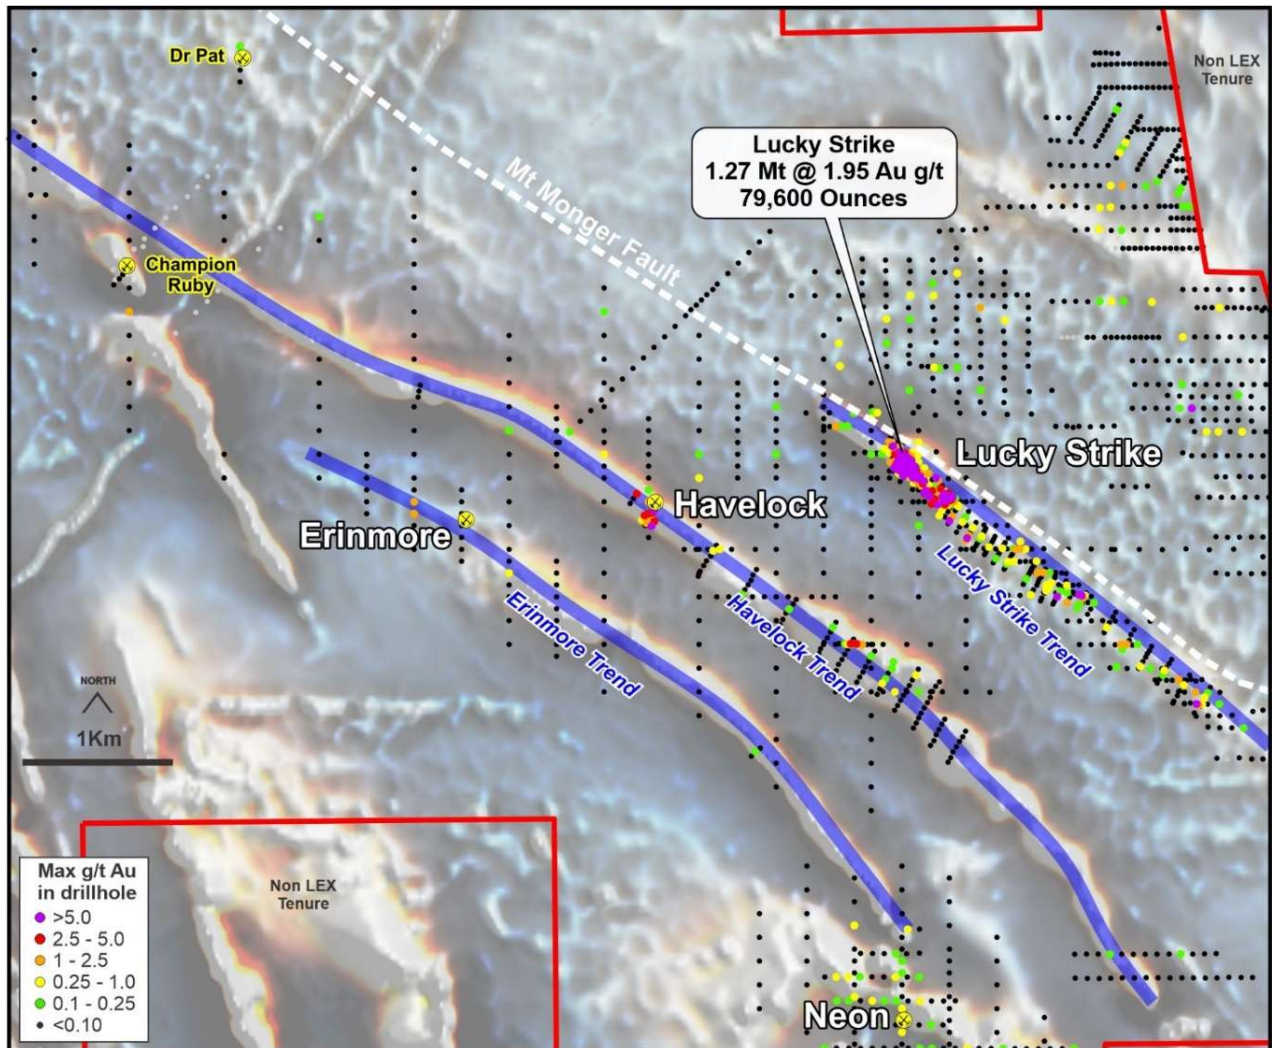 Dr Pat
Non LEX
Tenure
Lucky Strike
1.27 Mt @ 1.95 Au g/t
79,600 Ounces
Mt Monger Fault
Champion
Ruby
Lucky Strike
Havelock
Erinmore
Lucky Strike Trend
Havelock Trend
Erinmore Trend
NORTH
1Km
Non LEX
Tenure
Max g/t Au
in drillhole
>5.0
2.5 - 5.0
1 - 2.5
0.25 - 1.0
0.1 - 0.25
<0.10
Neon